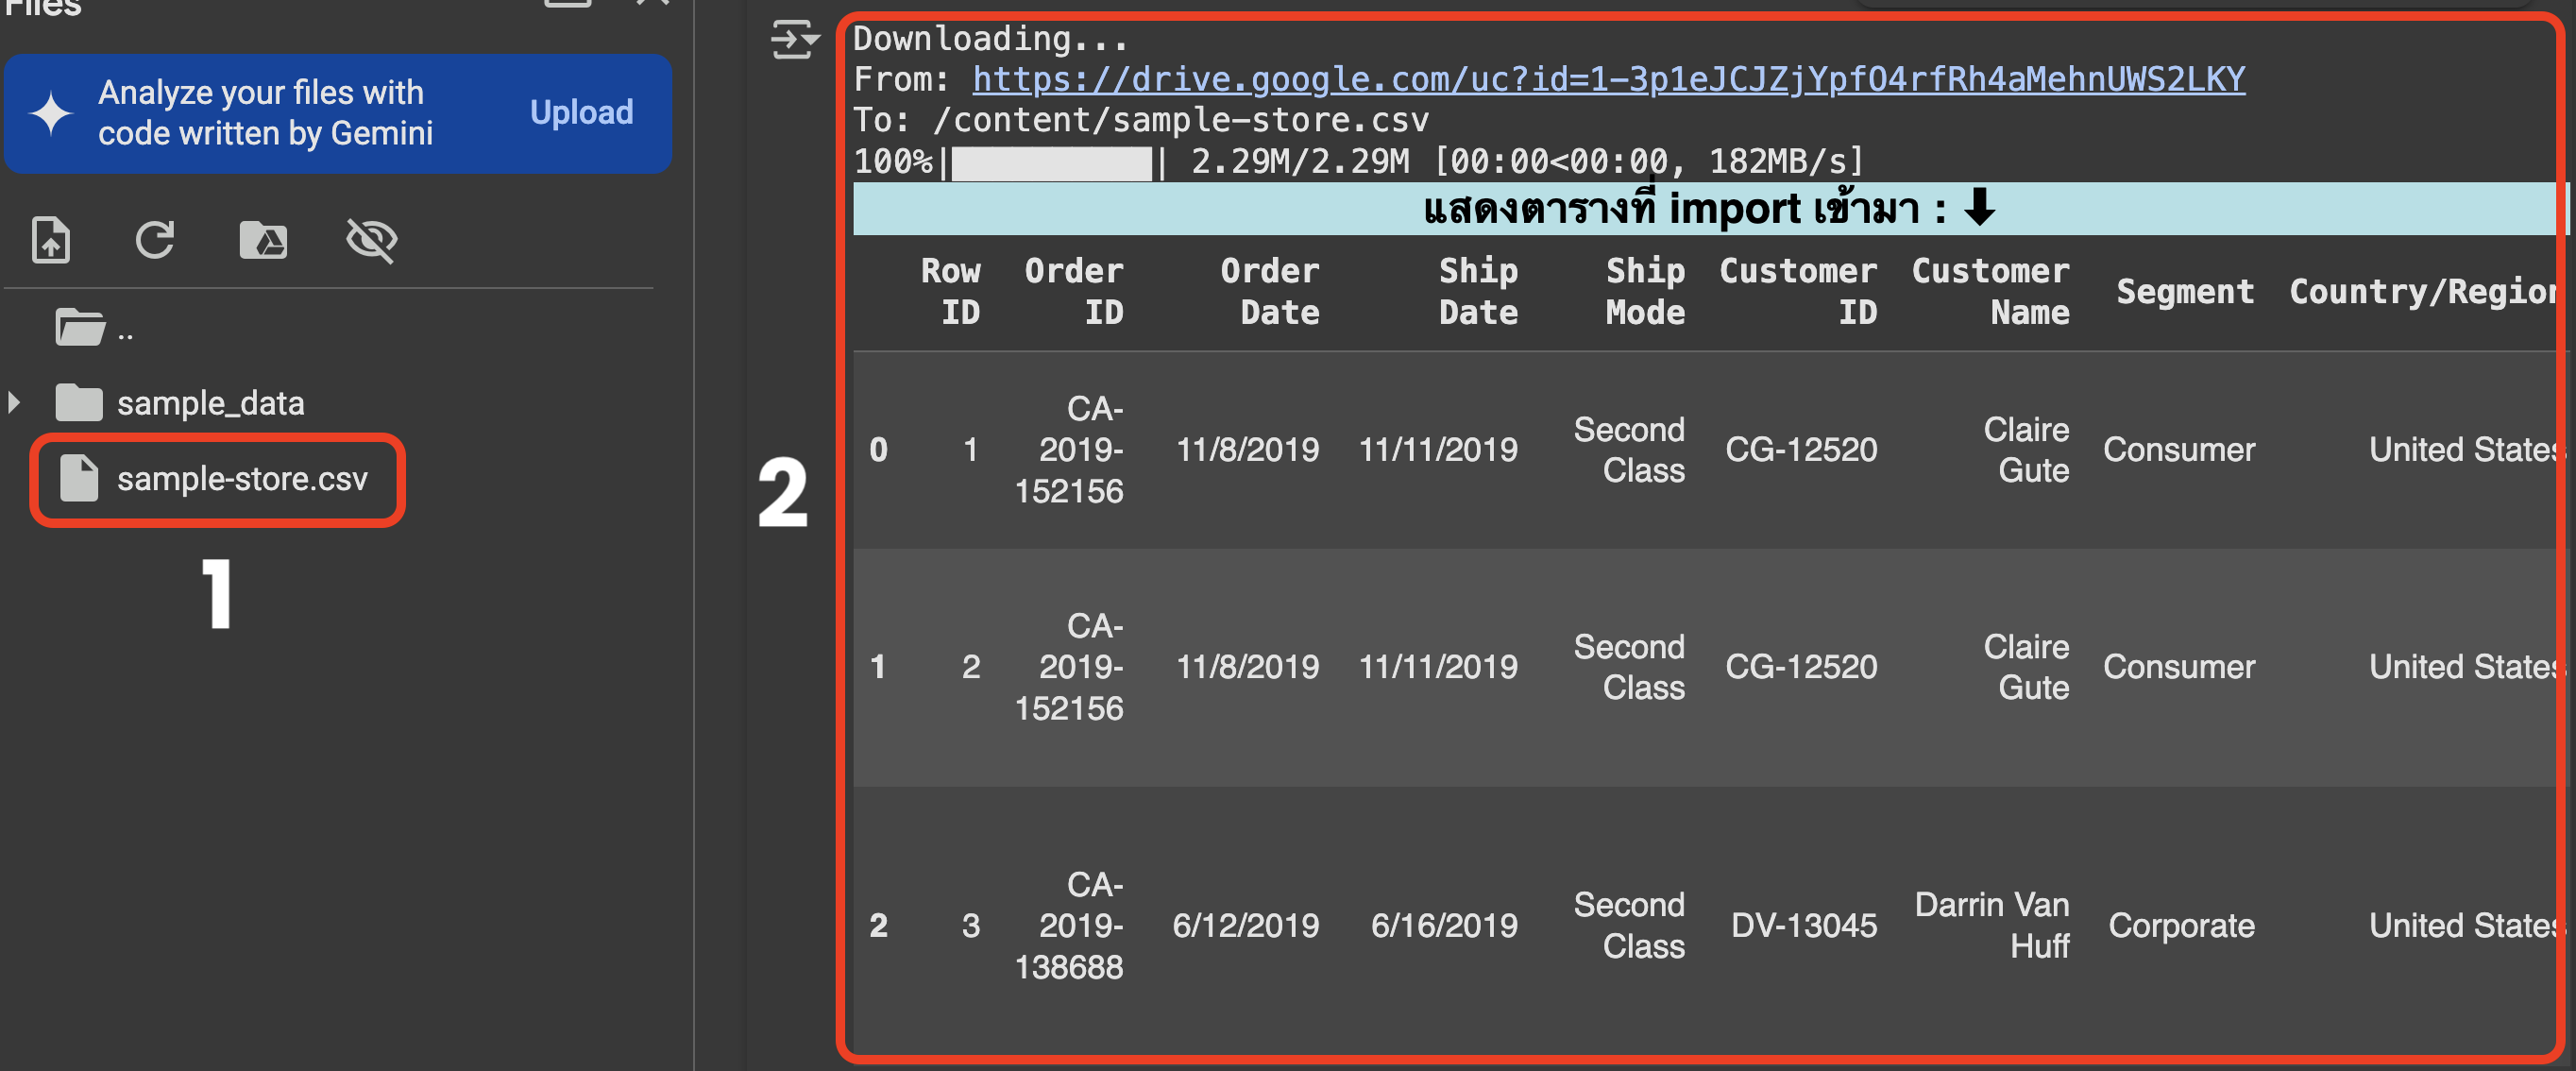 Files
Analyze your files with
code written by Gemini
Upload
..
sample_data
sample-store.csv
1
2
Downloading...
From: https://drive.google.com/uc?id=1-3p1eJCJZjYpfO4rfRh4aMehnUWS2LKY
To: /content/sample-store.csv
100%|██████████| 2.29M/2.29M [00:00<00:00, 182MB/s]
แสดงตารางที่ import เข้ามา : ⬇
Row ID Order ID Order Date Ship Date Ship Mode Customer ID Customer Name Segment Country/Region
0 1 CA-2019-152156 11/8/2019 11/11/2019 Second Class CG-12520 Claire Gute Consumer United States
1 2 CA-2019-152156 11/8/2019 11/11/2019 Second Class CG-12520 Claire Gute Consumer United States
2 3 CA-2019-138688 6/12/2019 6/16/2019 Second Class DV-13045 Darrin Van Huff Corporate United States